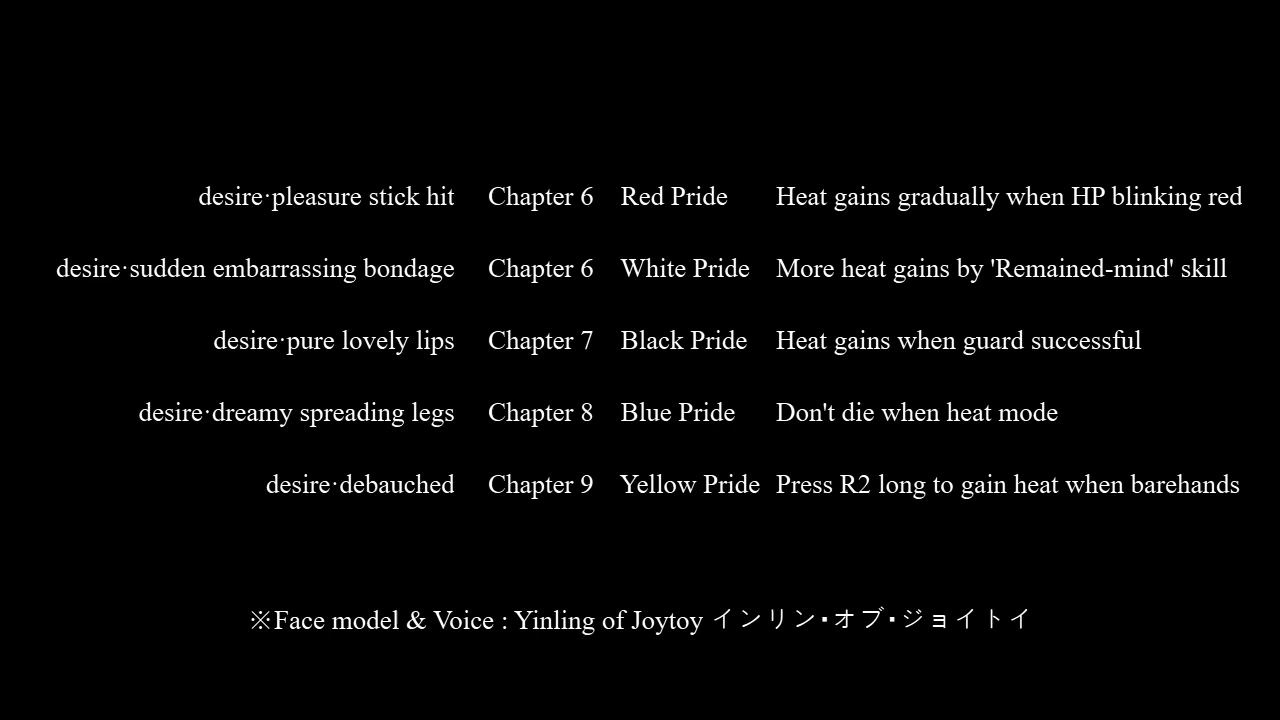 desire·pleasure stick hit Chapter 6 Red Pride Heat gains gradually when HP blinking red
desire·sudden embarrassing bondage Chapter 6 White Pride More heat gains by 'Remained-mind' skill
desire·pure lovely lips Chapter 7 Black Pride Heat gains when guard successful
desire·dreamy spreading legs Chapter 8 Blue Pride Don't die when heat mode
desire·debauched Chapter 9 Yellow Pride Press R2 long to gain heat when barehands
※Face model & Voice : Yinling of Joytoy インリン・オブ・ジョイトイ